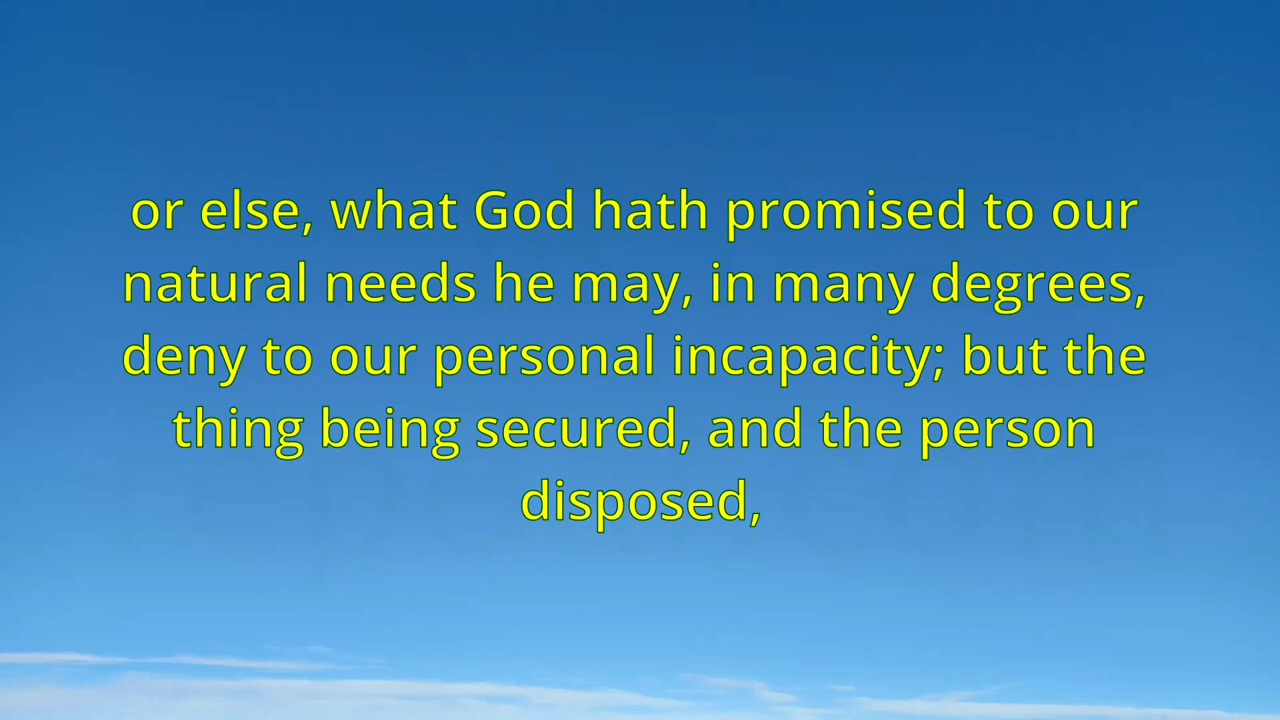 or else, what God hath promised to our
natural needs he may, in many degrees,
deny to our personal incapacity; but the
thing being secured, and the person
disposed,